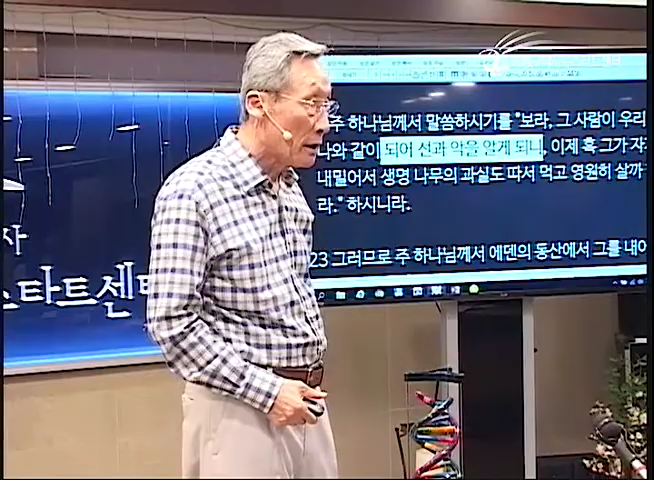 주 하나님께서 말씀하시기를 "보라, 그 사람이 우리
나와 같이 되어 선과 악을 알게 되니, 이제 혹 그가 자
내밀어서 생명 나무의 과실도 따서 먹고 영원히 살까
라." 하시니라.
23 그러므로 주 하나님께서 에덴의 동산에서 그를 내어
자
스타트센터